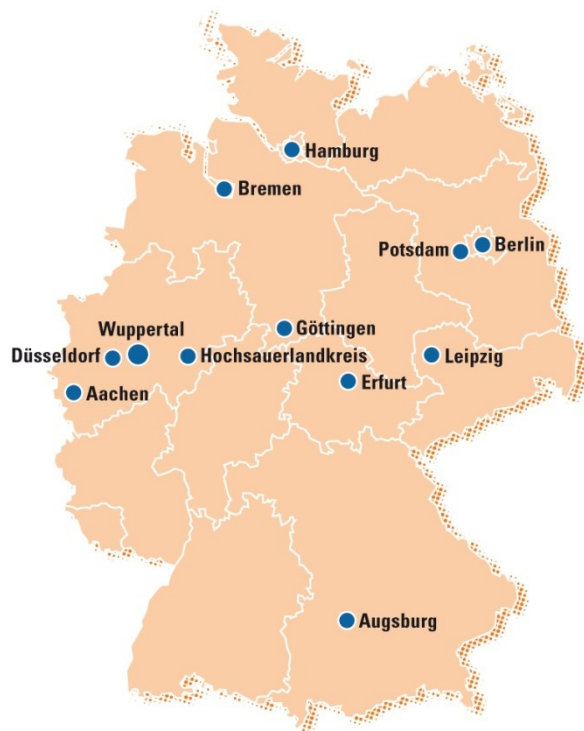 Hamburg
Bremen
Potsdam
Berlin
Göttingen
Wuppertal
Düsseldorf
Hochsauerlandkreis
Leipzig
Erfurt
Aachen
Augsburg